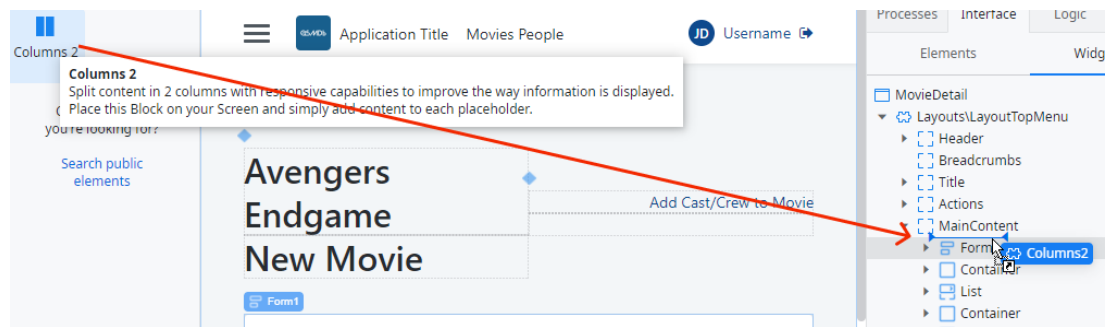 Columns 2
Columns 2
Split content in 2 columns with responsive capabilities to improve the way information is displayed.
Place this Block on your Screen and simply add content to each placeholder.
you're looking for?
Search public
elements
Application Title Movies People
JD Username
Avengers
Endgame
New Movie
Add Cast/Crew to Movie
Form1
Processes Interface Logic
Elements Widg
MovieDetail
Layouts\LayoutTopMenu
Header
Breadcrumbs
Title
Actions
MainContent
Form
Columns2
Container
List
Container